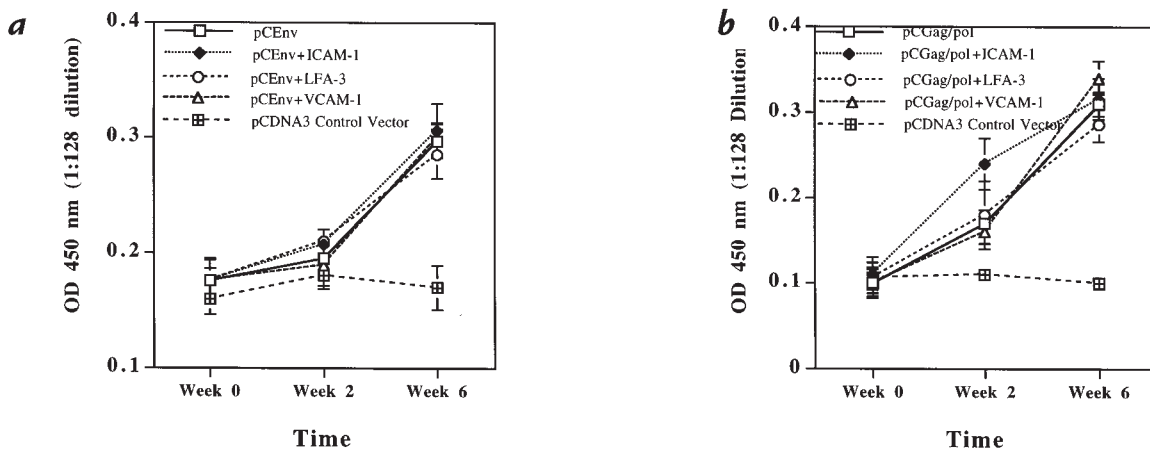 a
0.4
0.3
0.2
0.1
OD 450 nm (1:128 dilution)
pCEnv
pCEnv+ICAM-1
pCEnv+LFA-3
pCEnv+VCAM-1
pCDNA3 Control Vector
Week 0
Week 2
Week 6
Time
b
0.4
0.3
0.2
0.1
0
OD 450 nm (1:128 Dilution
pCGag/pol
pCGag/pol+ICAM-1
pCGag/pol+LFA-3
pCGag/pol+VCAM-1
pCDNA3 Control Vector
Week 0
Week 2
Week 6
Time